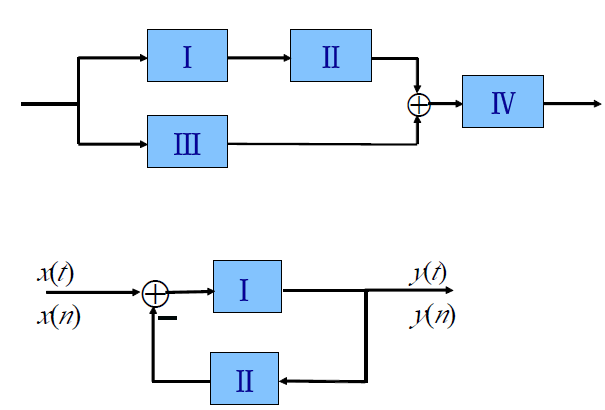 Ⅰ Ⅱ
Ⅳ
Ⅲ
x(t) y(t)
Ⅰ
x(n) y(n)
Ⅱ